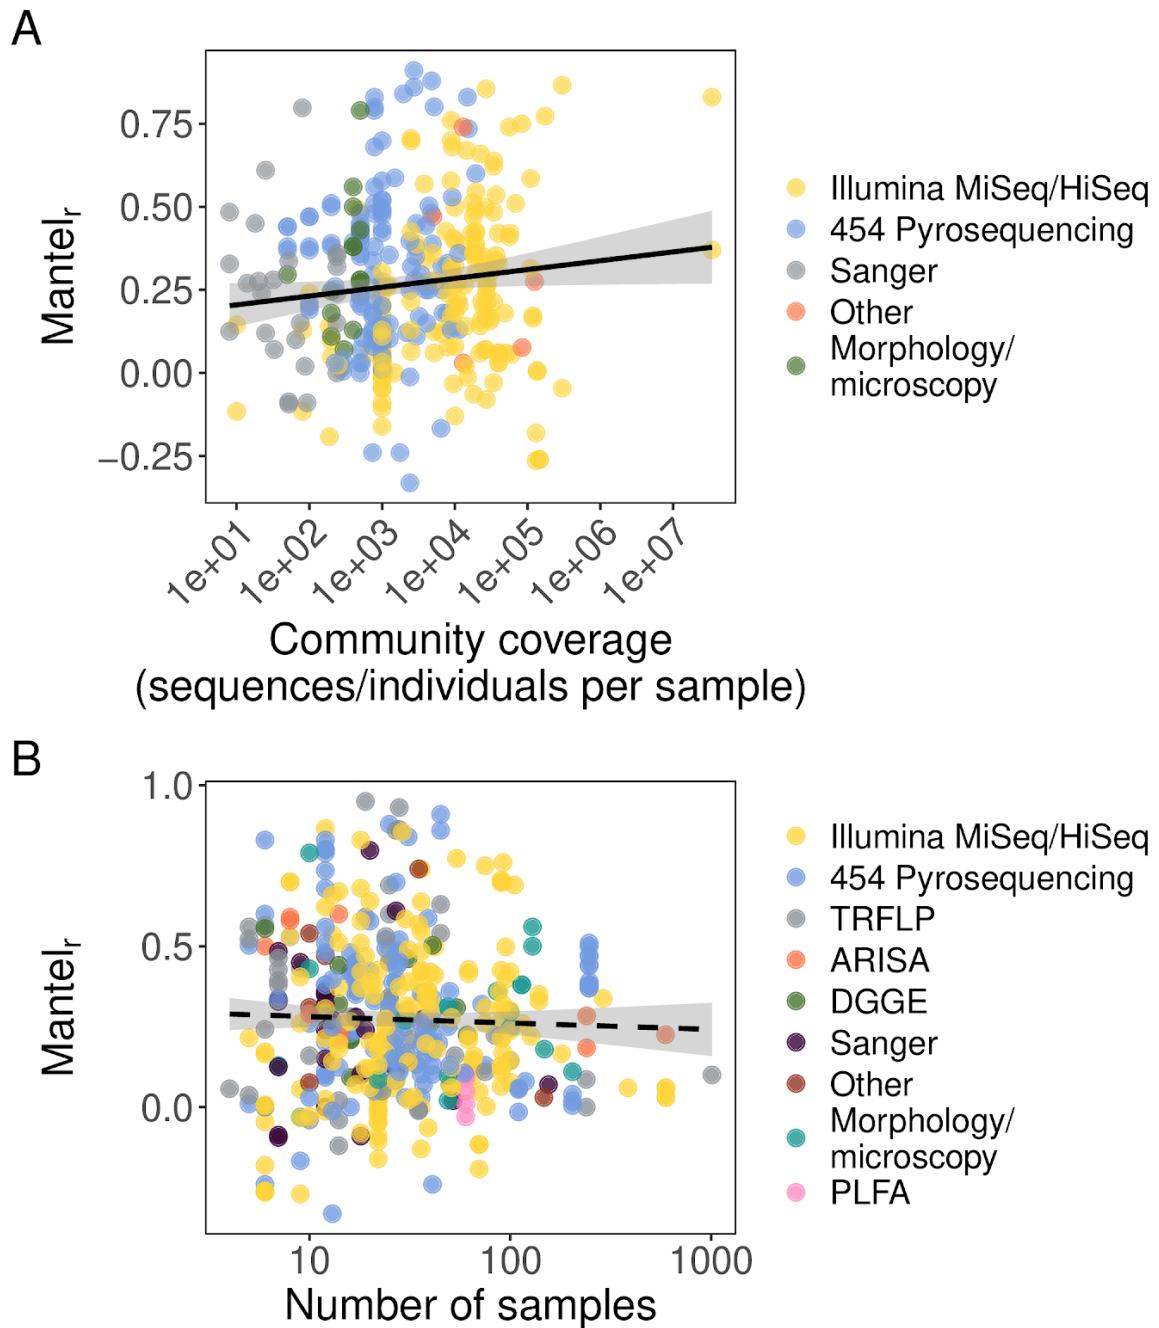 A
0.75
0.50
0.25
0.00
−0.25
Mantelr
1e+01
1e+02
1e+03
1e+04
1e+05
1e+06
1e+07
Community coverage
(sequences/individuals per sample)
Illumina MiSeq/HiSeq
454 Pyrosequencing
Sanger
Other
Morphology/
microscopy
B
1.0
0.5
0.0
Mantelr
10
100
1000
Number of samples
Illumina MiSeq/HiSeq
454 Pyrosequencing
TRFLP
ARISA
DGGE
Sanger
Other
Morphology/
microscopy
PLFA